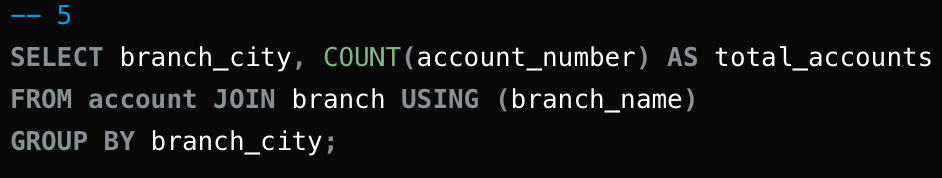 -- 5
SELECT branch_city, COUNT(account_number) AS total_accounts
FROM account JOIN branch USING (branch_name)
GROUP BY branch_city;